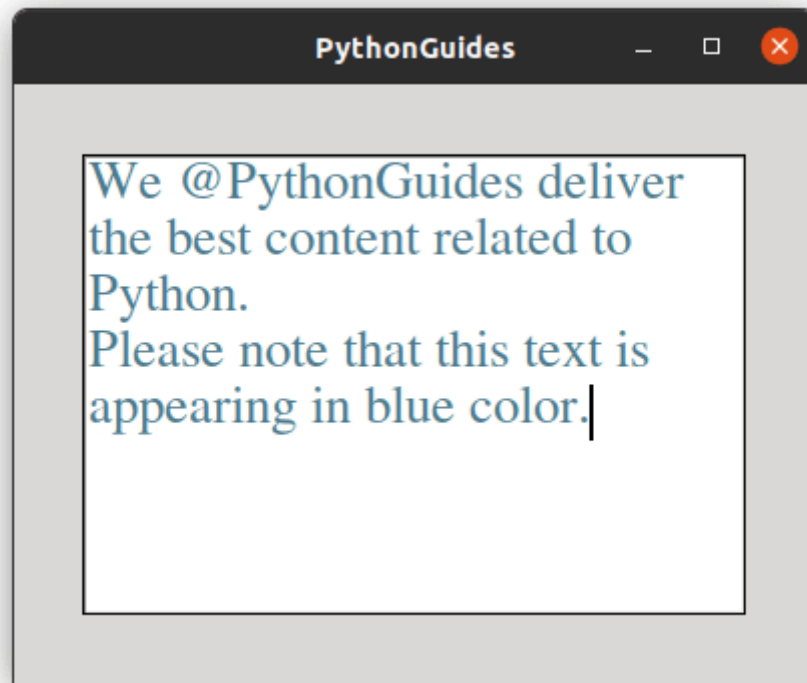 PythonGuides
We @PythonGuides deliver
the best content related to
Python.
Please note that this text is
appearing in blue color.